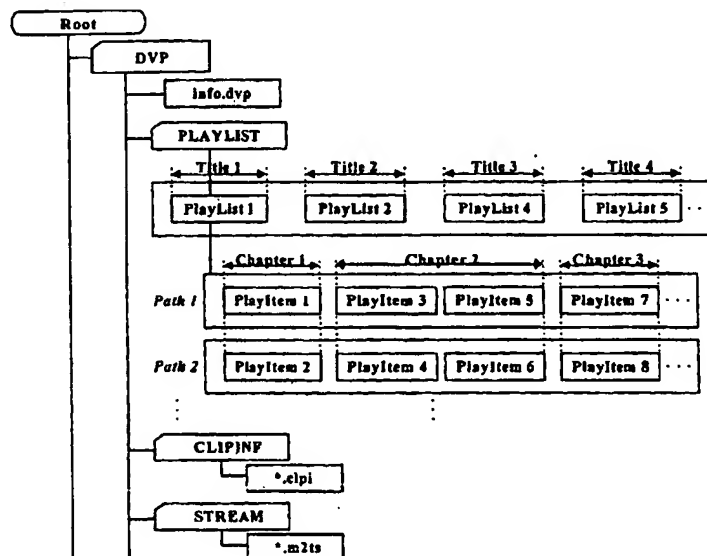 Root
DVP
info.dvp
PLAYLIST
Title 1 Title 2 Title 3 Title 4
PlayList 1 PlayList 2 PlayList 4 PlayList 5 ...
Chapter 1 Chapter 2 Chapter 3
Path 1 PlayItem 1 PlayItem 3 PlayItem 5 PlayItem 7 ...
Path 2 PlayItem 2 PlayItem 4 PlayItem 6 PlayItem 8 ...
CLIPINF
*.clpi
STREAM
*.m2ts